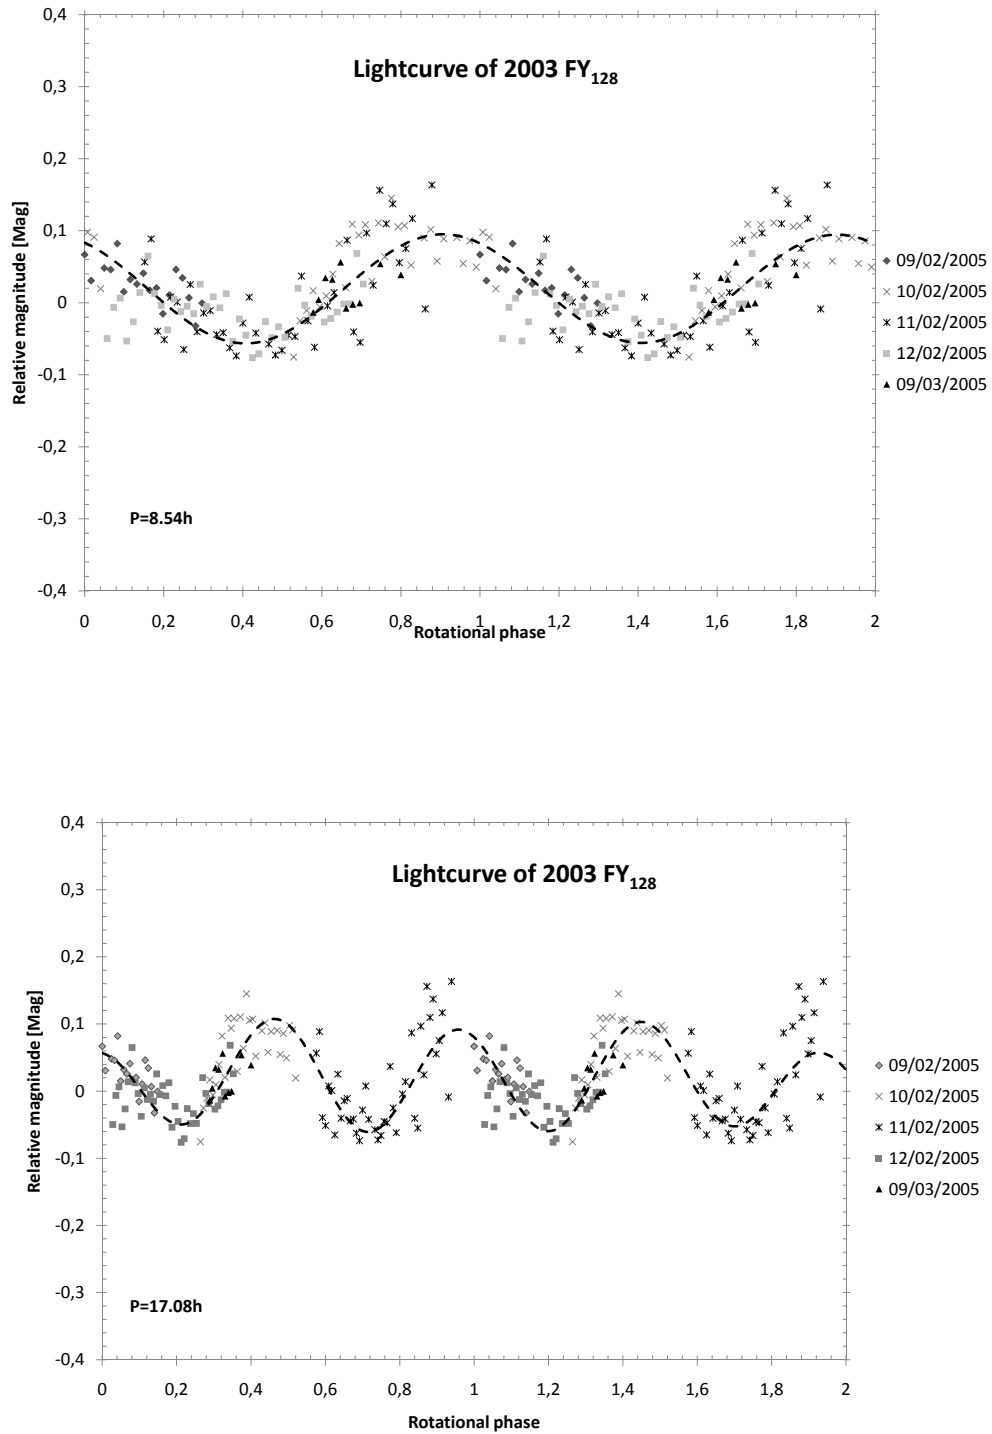 Lightcurve of 2003 FY128
Relative magnitude [Mag]
0,4
0,3
0,2
0,1
0
-0,1
-0,2
-0,3
-0,4
P=8.54h
0 0,2 0,4 0,6 0,8 1 1,2 1,4 1,6 1,8 2
Rotational phase
09/02/2005
10/02/2005
11/02/2005
12/02/2005
09/03/2005
Lightcurve of 2003 FY128
Relative magnitude [Mag]
0,4
0,3
0,2
0,1
0
-0,1
-0,2
-0,3
-0,4
P=17.08h
0 0,2 0,4 0,6 0,8 1 1,2 1,4 1,6 1,8 2
Rotational phase
09/02/2005
10/02/2005
11/02/2005
12/02/2005
09/03/2005